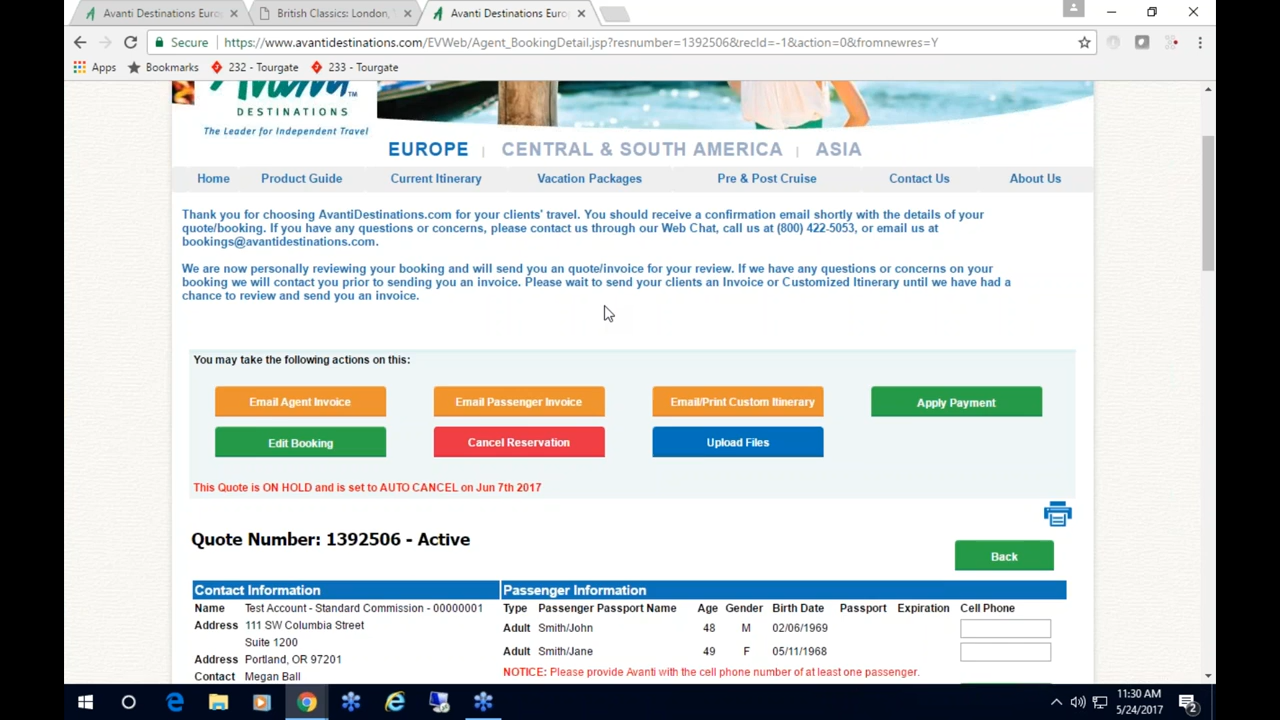 Avanti Destinations Euro
British Classics: London,
Avanti Destinations Euro
Secure
https://www.avantidestinations.com/EVWeb/Agent_BookingDetail.jsp?resnumber=1392506&recId=-1&action=0&fromnewres=Y
Apps Bookmarks 232 - Tourgate 233 - Tourgate
Avanti TM
DESTINATIONS
The Leader for Independent Travel
EUROPE | CENTRAL & SOUTH AMERICA | ASIA
Home Product Guide Current Itinerary Vacation Packages Pre & Post Cruise Contact Us About Us
Thank you for choosing AvantiDestinations.com for your clients' travel. You should receive a confirmation email shortly with the details of your
quote/booking. If you have any questions or concerns, please contact us through our Web Chat, call us at (800) 422-5053, or email us at
bookings@avantidestinations.com.
We are now personally reviewing your booking and will send you an quote/invoice for your review. If we have any questions or concerns on your
booking we will contact you prior to sending you an invoice. Please wait to send your clients an Invoice or Customized Itinerary until we have had a
chance to review and send you an invoice.
You may take the following actions on this:
Email Agent Invoice Email Passenger Invoice Email/Print Custom Itinerary Apply Payment
Edit Booking Cancel Reservation Upload Files
This Quote is ON HOLD and is set to AUTO CANCEL on Jun 7th 2017
Quote Number: 1392506 - Active
Back
Contact Information Passenger Information
Name Test Account - Standard Commission - 00000001 Type Passenger Passport Name Age Gender Birth Date Passport Expiration Cell Phone
Address 111 SW Columbia Street Adult Smith/John 48 M 02/06/1969
Suite 1200
Address Portland, OR 97201 Adult Smith/Jane 49 F 05/11/1968
Contact Megan Ball NOTICE: Please provide Avanti with the cell phone number of at least one passenger.
11:30 AM
5/24/2017
2